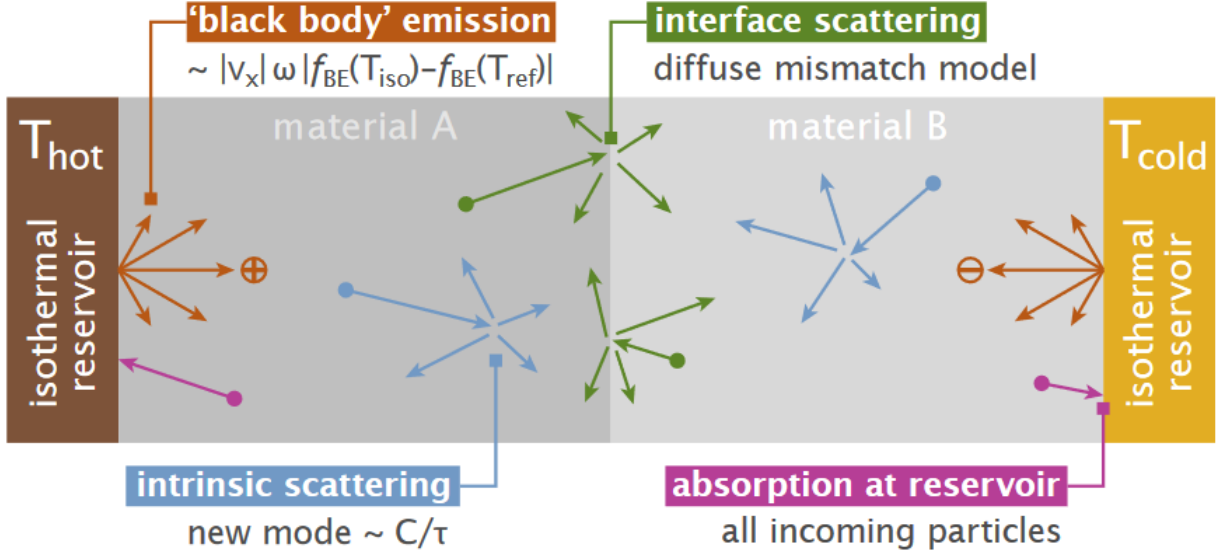 'black body' emission
~ |vₓ| ω |f_BE(T_iso)−f_BE(T_ref)|
interface scattering
diffuse mismatch model
material A
material B
T_hot
T_cold
isothermal
reservoir
⊕
⊖
isothermal
reservoir
intrinsic scattering
new mode ~ C/τ
absorption at reservoir
all incoming particles